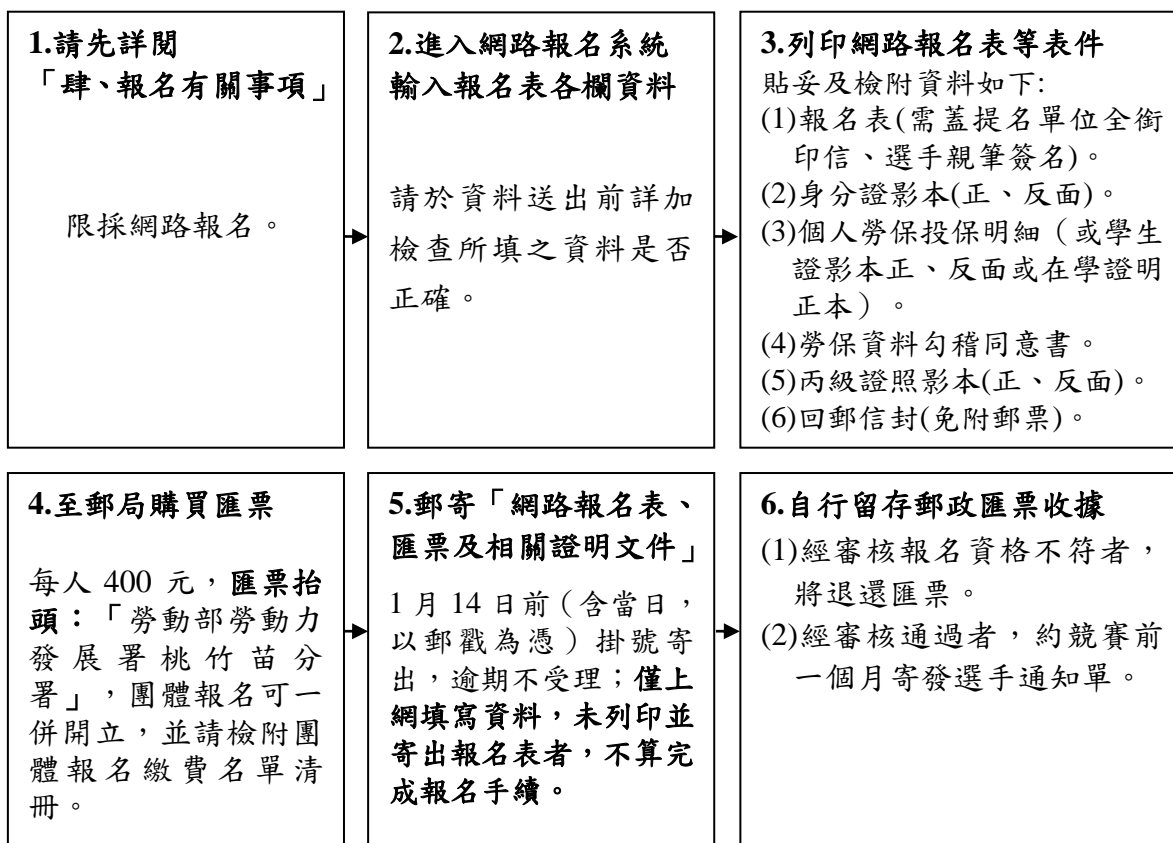 1.請先詳閱
「肆、報名有關事項」
限採網路報名。
2.進入網路報名系統
輸入報名表各欄資料
請於資料送出前詳加
檢查所填之資料是否
正確。
3.列印網路報名表等表件
貼妥及檢附資料如下:
(1)報名表(需蓋提名單位全銜
印信、選手親筆簽名)。
(2)身分證影本(正、反面)。
(3)個人勞保投保明細（或學生
證影本正、反面或在學證明
正本）。
(4)勞保資料勾稽同意書。
(5)丙級證照影本(正、反面)。
(6)回郵信封(免附郵票)。
4.至郵局購買匯票
每人 400 元，匯票抬
頭：「勞動部勞動力
發展署桃竹苗分
署」，團體報名可一
併開立，並請檢附團
體報名繳費名單清
冊。
5.郵寄「網路報名表、
匯票及相關證明文件」
1 月 14 日前（含當日，
以郵戳為憑）掛號寄
出，逾期不受理；僅上
網填寫資料，未列印並
寄出報名表者，不算完
成報名手續。
6.自行留存郵政匯票收據
(1)經審核報名資格不符者，
將退還匯票。
(2)經審核通過者，約競賽前
一個月寄發選手通知單。